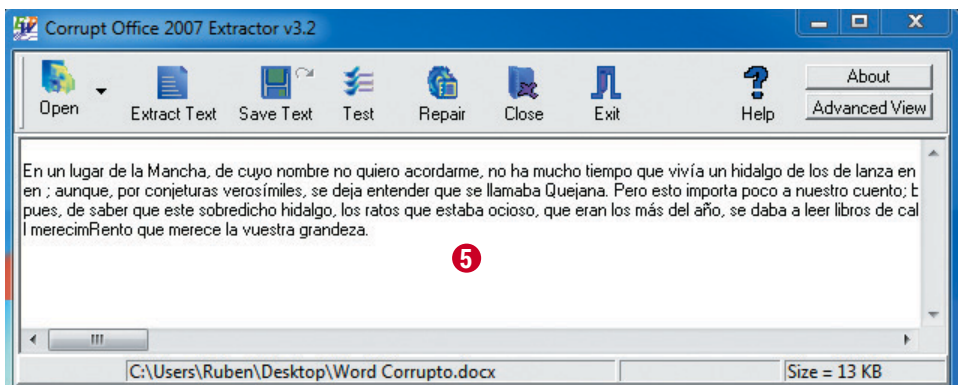 Corrupt Office 2007 Extractor v3.2
Open Extract Text Save Text Test Repair Close Exit Help About
Advanced View
En un lugar de la Mancha, de cuyo nombre no quiero acordarme, no ha mucho tiempo que vivía un hidalgo de los de lanza en
en ; aunque, por conjeturas verosímiles, se deja entender que se llamaba Quejana. Pero esto importa poco a nuestro cuento;
pues, de saber que este sobredicho hidalgo, los ratos que estaba ocioso, que eran los más del año, se daba a leer libros de cal
l merecimRento que merece la vuestra grandeza.
5
C:\Users\Ruben\Desktop\Word Corrupto.docx Size = 13 KB